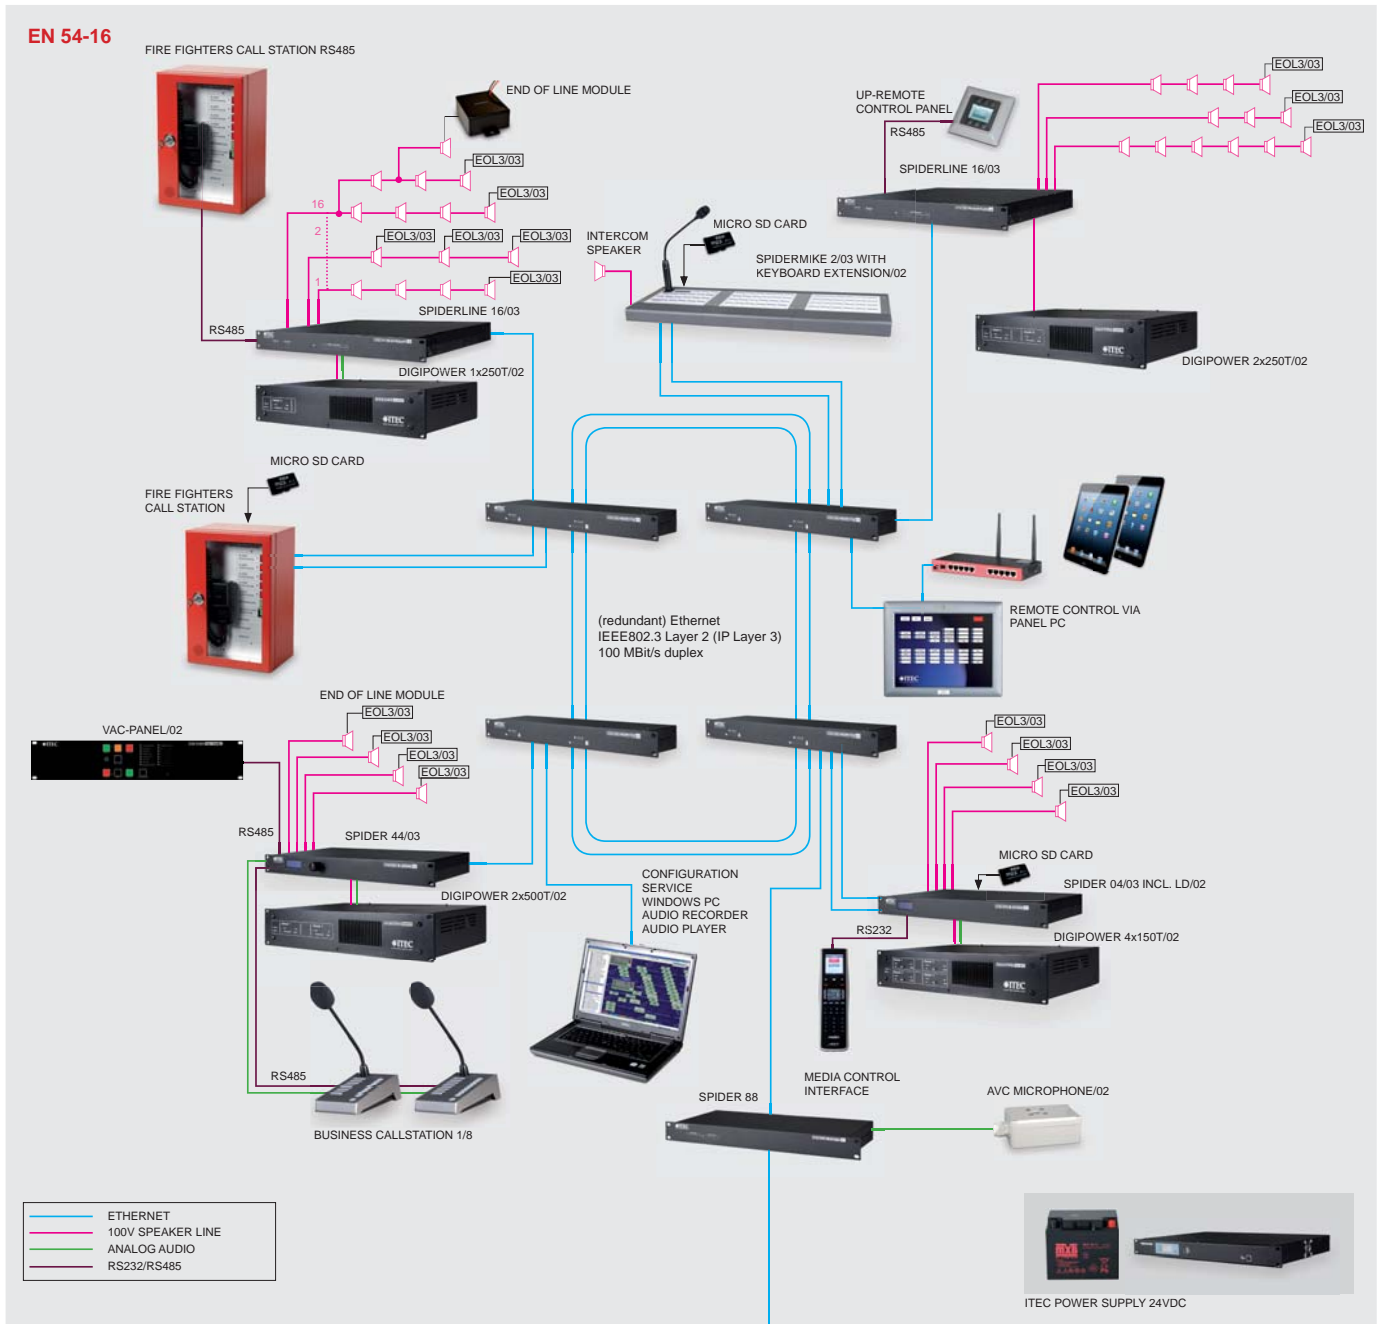 EN 54-16
FIRE FIGHTERS CALL STATION RS485
END OF LINE MODULE
EOL3/03
EOL3/03
16
2
EOL3/03
EOL3/03
EOL3/03
1
EOL3/03
SPIDERLINE 16/03
RS485
DIGIPOWER 1x250T/02
ITEC
UP-REMOTE
CONTROL PANEL
RS485
SPIDERLINE 16/03
EOL3/03
EOL3/03
EOL3/03
INTERCOM
SPEAKER
MICRO SD CARD
SPIDERMIKE 2/03 WITH
KEYBOARD EXTENSION/02
ITEC
DIGIPOWER 2x250T/02
MICRO SD CARD
FIRE FIGHTERS
CALL STATION
(redundant) Ethernet
IEEE802.3 Layer 2 (IP Layer 3)
100 MBit/s duplex
REMOTE CONTROL VIA
PANEL PC
ITEC
END OF LINE MODULE
VAC-PANEL/02
ITEC
EOL3/03
EOL3/03
EOL3/03
EOL3/03
RS485
SPIDER 44/03
DIGIPOWER 2x500T/02
ITEC
EOL3/03
EOL3/03
EOL3/03
EOL3/03
MICRO SD CARD
SPIDER 04/03 INCL. LD/02
RS232
DIGIPOWER 4x150T/02
ITEC
CONFIGURATION
SERVICE
WINDOWS PC
AUDIO RECORDER
AUDIO PLAYER
RS485
BUSINESS CALLSTATION 1/8
MEDIA CONTROL
INTERFACE
SPIDER 88
ITEC
AVC MICROPHONE/02
ETHERNET
100V SPEAKER LINE
ANALOG AUDIO
RS232/RS485
ITEC POWER SUPPLY 24VDC